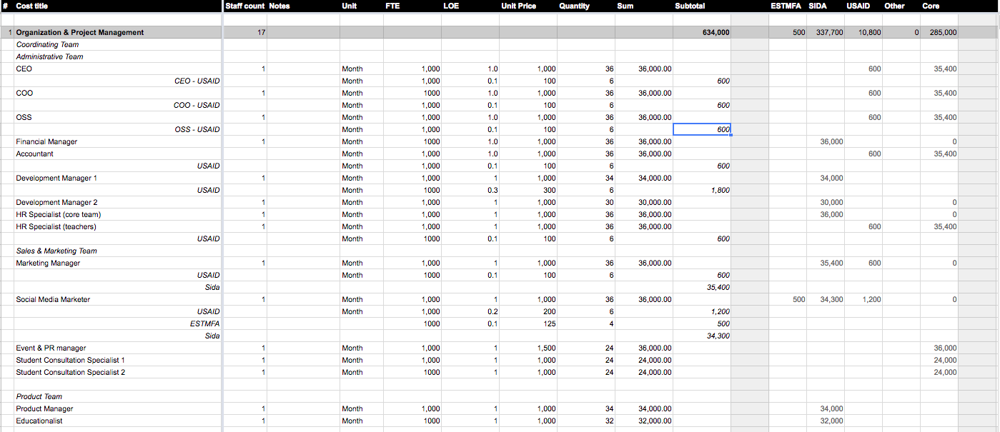 # Cost title Staff count Notes Unit FTE LOE Unit Price Quantity Sum Subtotal ESTMFA SIDA USAID Other Core
1 Organization & Project Management 17 634,000 500 337,700 10,800 0 285,000
Coordinating Team
Administrative Team
CEO 1 Month 1,000 1.0 1,000 36 36,000.00 600 35,400
CEO - USAID Month 1,000 0.1 100 6 600
COO 1 Month 1000 1.0 1,000 36 36,000.00 600 35,400
COO - USAID Month 1,000 0.1 100 6 600
OSS 1 Month 1,000 1.0 1,000 36 36,000.00 600 35,400
OSS - USAID Month 1,000 0.1 100 6 600
Financial Manager 1 Month 1000 1.0 1,000 36 36,000.00 36,000 0
Accountant Month 1,000 1.0 1,000 36 36,000.00 600 35,400
USAID Month 1,000 0.1 100 6 600
Development Manager 1 1 Month 1,000 1 1,000 34 34,000.00 34,000
USAID Month 1000 0.3 300 6 1,800
Development Manager 2 1 Month 1,000 1 1,000 30 30,000.00 30,000 0
HR Specialist (core team) 1 Month 1,000 1 1,000 36 36,000.00 36,000 0
HR Specialist (teachers) 1 Month 1,000 1 1,000 36 36,000.00 600 35,400
USAID Month 1000 0.1 100 6 600
Sales & Marketing Team
Marketing Manager 1 Month 1,000 1 1,000 36 36,000.00 35,400 600 0
USAID Month 1000 0.1 100 6 600
Sida 35,400
Social Media Marketer 1 Month 1,000 1 1,000 36 36,000.00 500 34,300 1,200 0
USAID Month 1,000 0.2 200 6 1,200
ESTMFA 1000 0.1 125 4 500
Sida 34,300
Event & PR manager 1 Month 1,000 1 1,500 24 36,000.00 36,000
Student Consultation Specialist 1 1 Month 1,000 1 1,000 24 24,000.00 24,000
Student Consultation Specialist 2 1 Month 1000 1 1,000 24 24,000.00 24,000
Product Team
Product Manager 1 Month 1,000 1 1,000 34 34,000.00 34,000
Educationalist 1 Month 1000 1 1,000 32 32,000.00 32,000